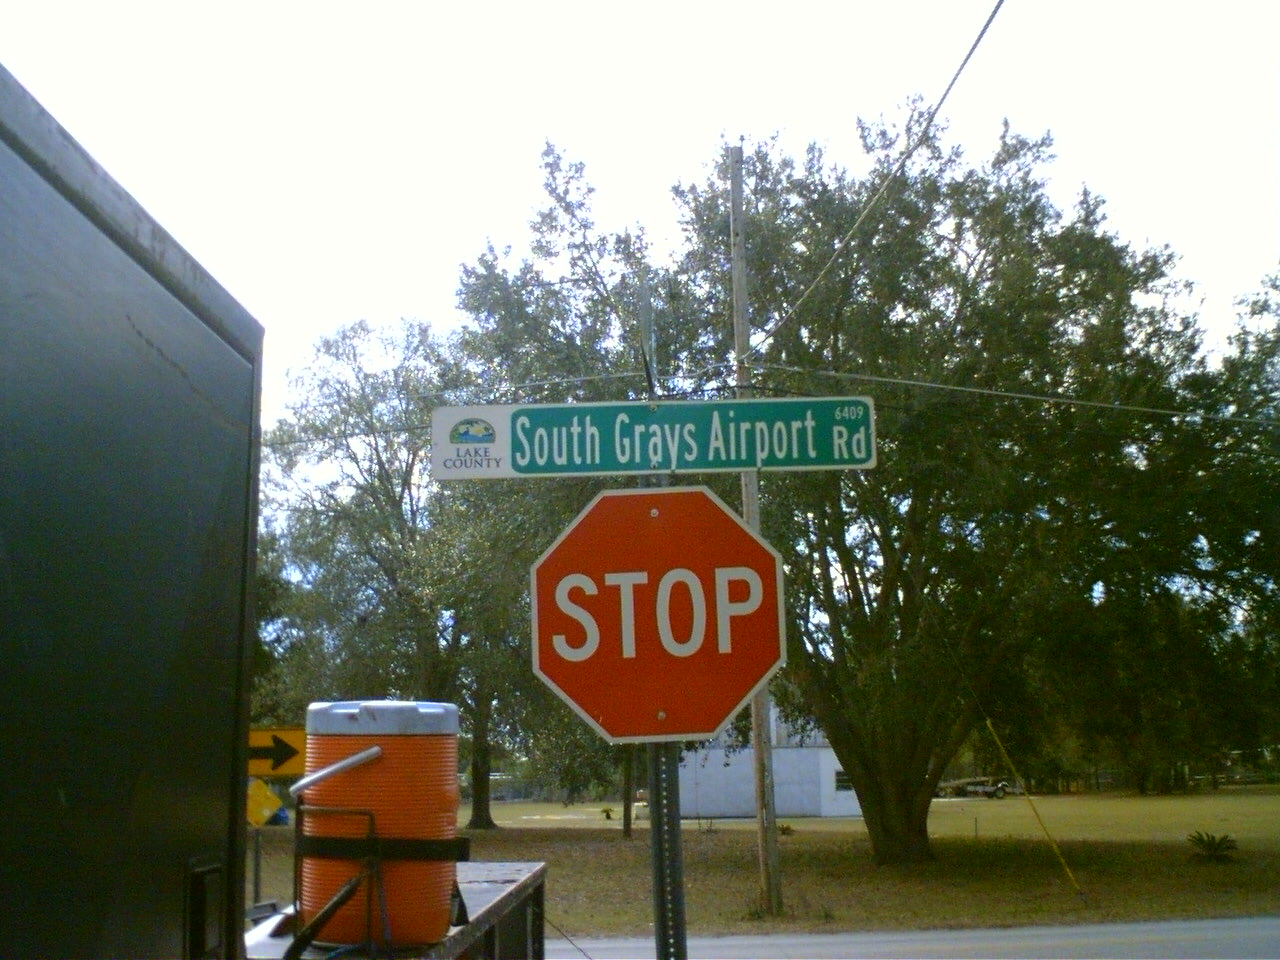 LAKE
COUNTY
South Grays Airport Rd
6409
STOP